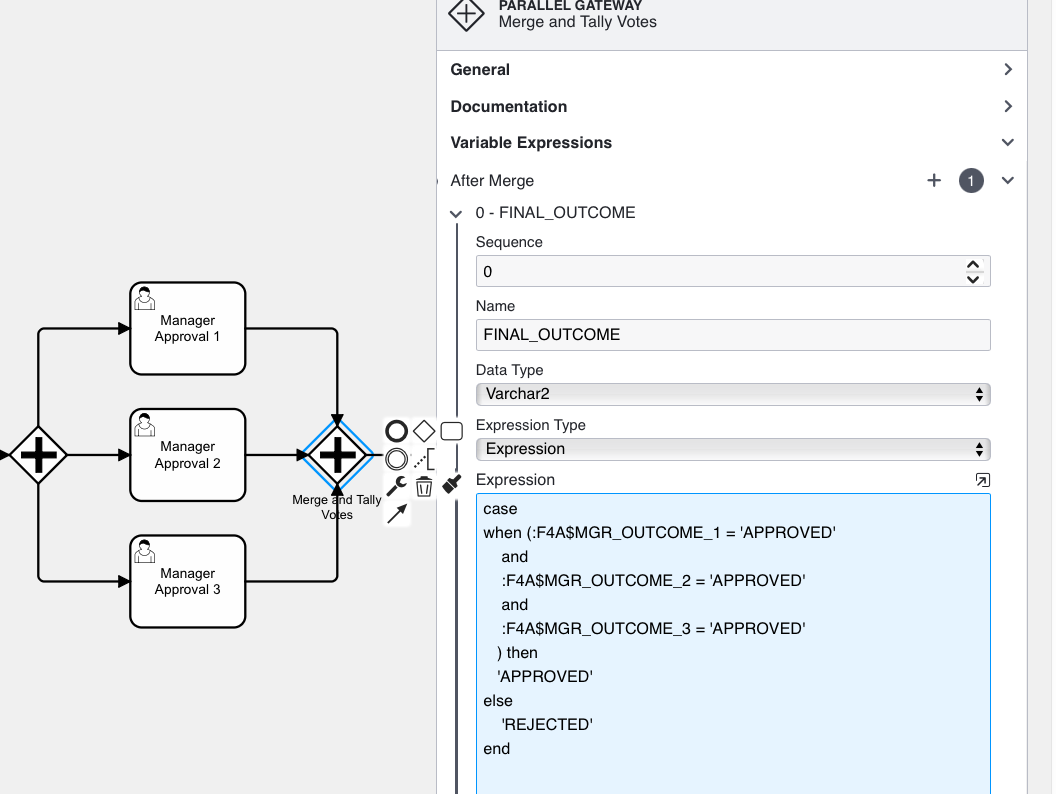 PARALLEL GATEWAY
Merge and Tally Votes
General
Documentation
Variable Expressions
After Merge
1
0 - FINAL_OUTCOME
Sequence
0
Name
FINAL_OUTCOME
Data Type
Varchar2
Expression Type
Expression
Expression
case
when (:F4A$MGR_OUTCOME_1 = 'APPROVED'
and
:F4A$MGR_OUTCOME_2 = 'APPROVED'
and
:F4A$MGR_OUTCOME_3 = 'APPROVED'
) then
'APPROVED'
else
'REJECTED'
end
Manager
Approval 1
Manager
Approval 2
Merge and Tally
Votes
Manager
Approval 3